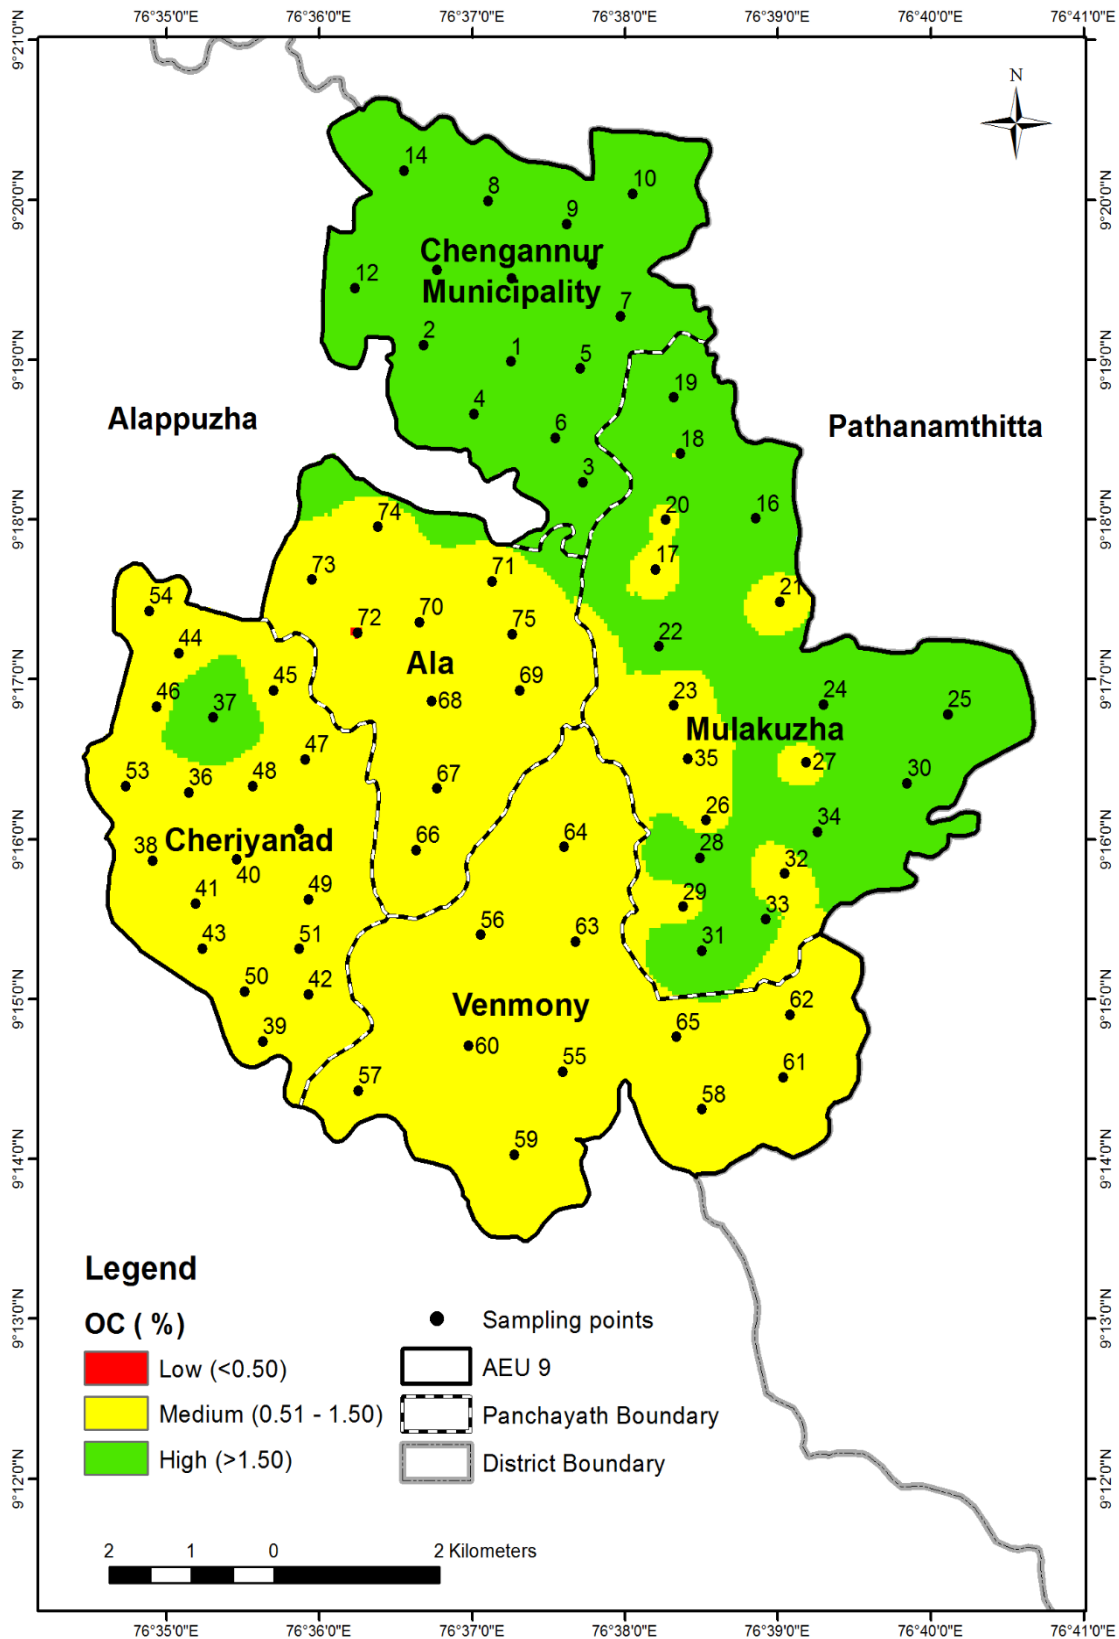 76°35'0"E 76°36'0"E 76°37'0"E 76°38'0"E 76°39'0"E 76°40'0"E 76°41'0"E
9°21'0"N
9°21'0"N
N
14
8
10
9
9°20'0"N
9°20'0"N
Chengannur
12
Municipality
7
2
1
5
9°19'0"N
9°19'0"N
19
4
Alappuzha
Pathanamthitta
6
18
3
74
20
16
9°18'0"N
9°18'0"N
17
73
71
21
54
72
70
75
22
44
Ala
45
69
9°17'0"N
9°17'0"N
46
37
68
23
24
25
Mulakuzha
47
35
27
53
36
48
67
30
26
34
38
Cheriyanad
66
64
28
9°16'0"N
9°16'0"N
40
32
41
49
29
33
43
51
56
63
31
50
42
9°15'0"N
9°15'0"N
Venmony
62
39
65
60
55
57
61
58
59
9°14'0"N
9°14'0"N
Legend
OC ( %)
Sampling points
9°13'0"N
9°13'0"N
Low (<0.50)
AEU 9
Medium (0.51 - 1.50)
Panchayath Boundary
High (>1.50)
District Boundary
9°12'0"N
9°12'0"N
2 1 0 2 Kilometers
76°35'0"E 76°36'0"E 76°37'0"E 76°38'0"E 76°39'0"E 76°40'0"E 76°41'0"E